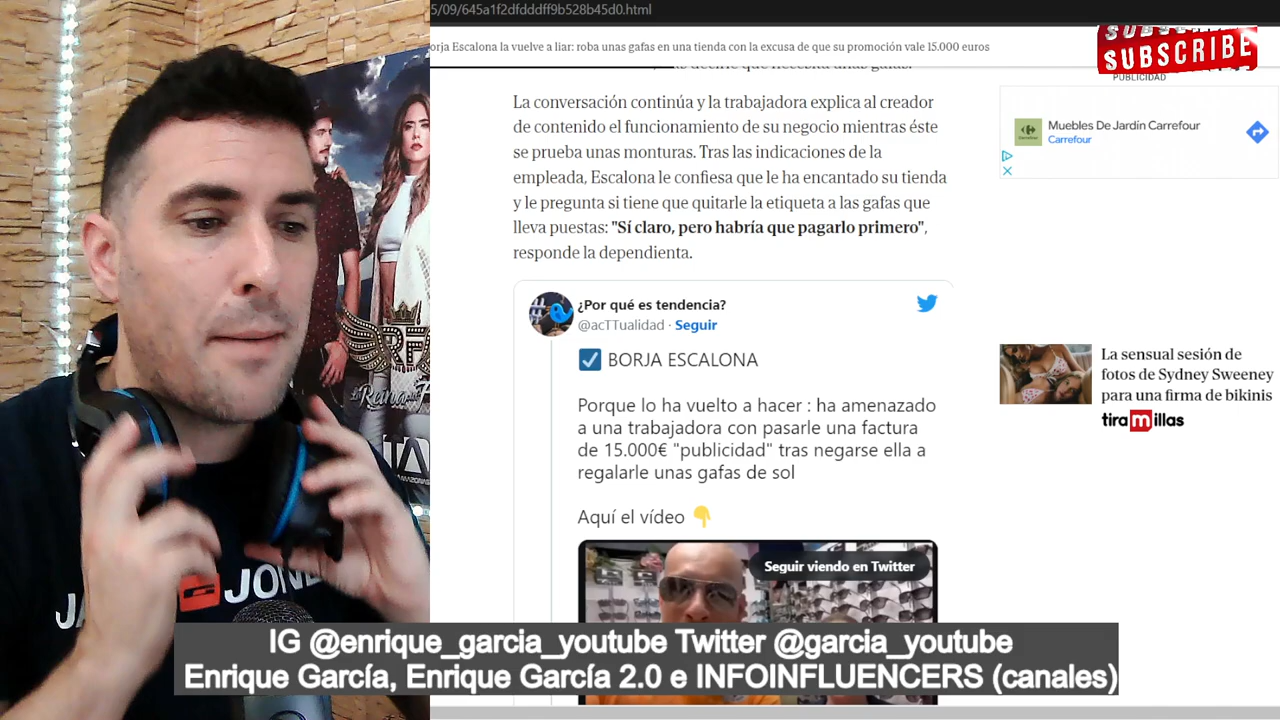 5/09/645a1f2dfdddff9b528b45d0.html
orja Escalona la vuelve a liar: roba unas gafas en una tienda con la excusa de que su promoción vale 15.000 euros
SUBSCRIBE
SUBSCRIBE
PUBLICIDAD
La conversación continúa y la trabajadora explica al creador
de contenido el funcionamiento de su negocio mientras éste
se prueba unas monturas. Tras las indicaciones de la
empleada, Escalona le confiesa que le ha encantado su tienda
y le pregunta si tiene que quitarle la etiqueta a las gafas que
lleva puestas: "Sí claro, pero habría que pagarlo primero",
responde la dependienta.
Muebles De Jardín Carrefour
Carrefour
¿Por qué es tendencia?
@acTTualidad · Seguir
BORJA ESCALONA
Porque lo ha vuelto a hacer : ha amenazado
a una trabajadora con pasarle una factura
de 15.000€ "publicidad" tras negarse ella a
regalarle unas gafas de sol
Aquí el vídeo 👇
Seguir viendo en Twitter
La sensual sesión de
fotos de Sydney Sweeney
para una firma de bikinis
tiramillas
IG @enrique_garcia_youtube Twitter @garcia_youtube
Enrique García, Enrique García 2.0 e INFOINFLUENCERS (canales)